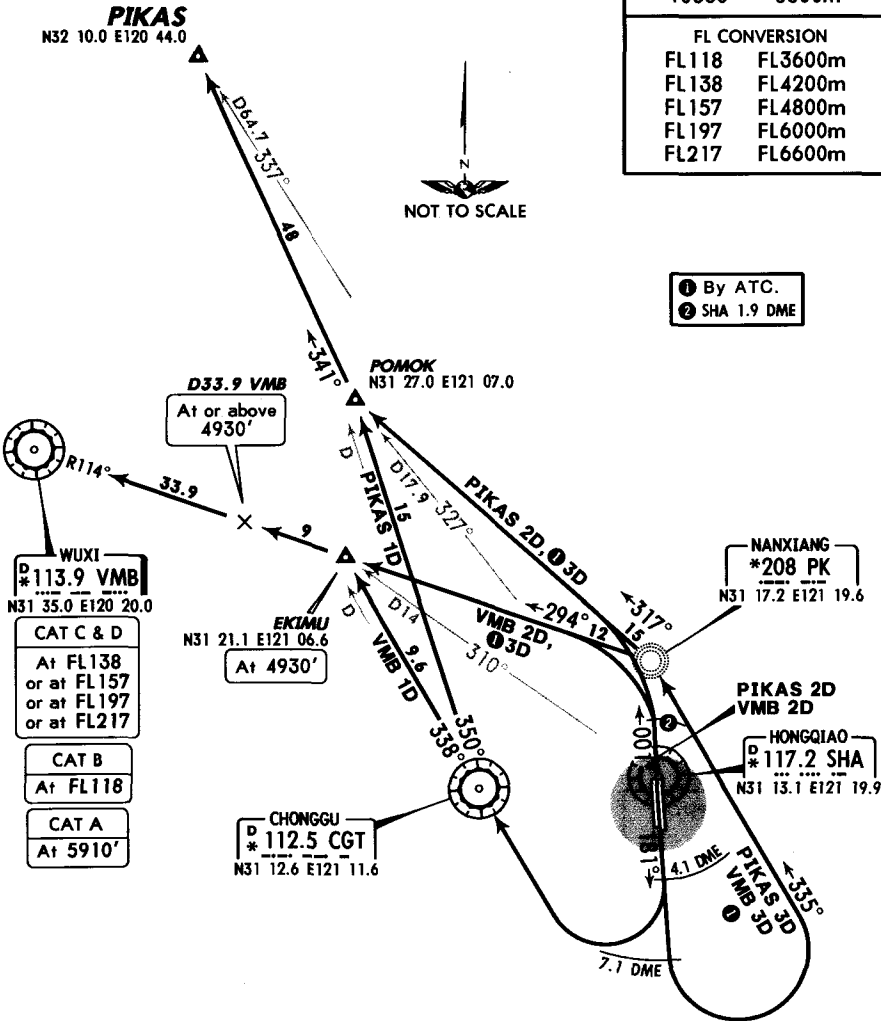 PIKAS
N32 10.0 E120 44.0
FL CONVERSION
FL118 FL3600m
FL138 FL4200m
FL157 FL4800m
FL197 FL6000m
FL217 FL6600m
N
NOT TO SCALE
D64.7 337°
48
341°
1 By ATC.
2 SHA 1.9 DME
POMOK
N31 27.0 E121 07.0
D33.9 VMB
At or above
4930'
R114°
33.9
9
D
PIKAS 1D
15
D17.9 327°
PIKAS 2D, 1 3D
WUXI
D
*113.9 VMB
N31 35.0 E120 20.0
CAT C & D
At FL138
or at FL157
or at FL197
or at FL217
CAT B
At FL118
CAT A
At 5910'
EKIMU
N31 21.1 E121 06.6
At 4930'
D
VMB 1D
9.6
D14
310°
294°
12
VMB 2D,
1 3D
317°
15
NANXIANG
*208 PK
N31 17.2 E121 19.6
PIKAS 2D
VMB 2D
2
001°
HONGQIAO
D
* 117.2 SHA
N31 13.1 E121 19.9
338°
350°
CHONGGU
D
* 112.5 CGT
N31 12.6 E121 11.6
181°
4.1 DME
7.1 DME
PIKAS 3D
VMB 3D
1
335°